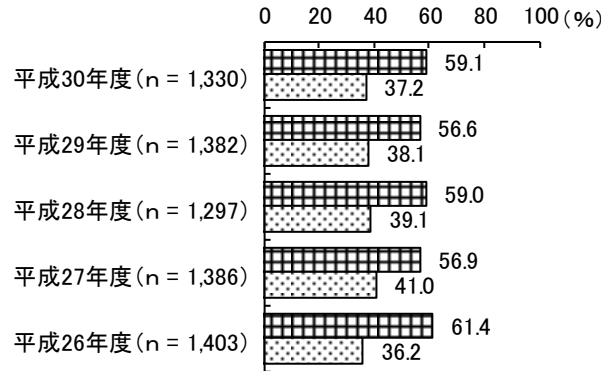 0 20 40 60 80 100(%)
平成30年度(n = 1,330) 59.1
37.2
平成29年度(n = 1,382) 56.6
38.1
平成28年度(n = 1,297) 59.0
39.1
平成27年度(n = 1,386) 56.9
41.0
平成26年度(n = 1,403) 61.4
36.2